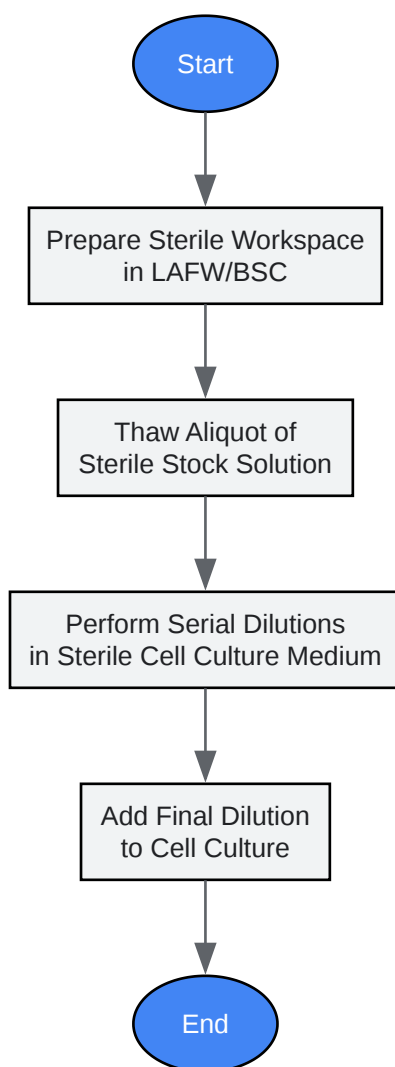 Start
Prepare Sterile Workspace
in LAFW/BSC
Thaw Aliquot of
Sterile Stock Solution
Perform Serial Dilutions
in Sterile Cell Culture Medium
Add Final Dilution
to Cell Culture
End